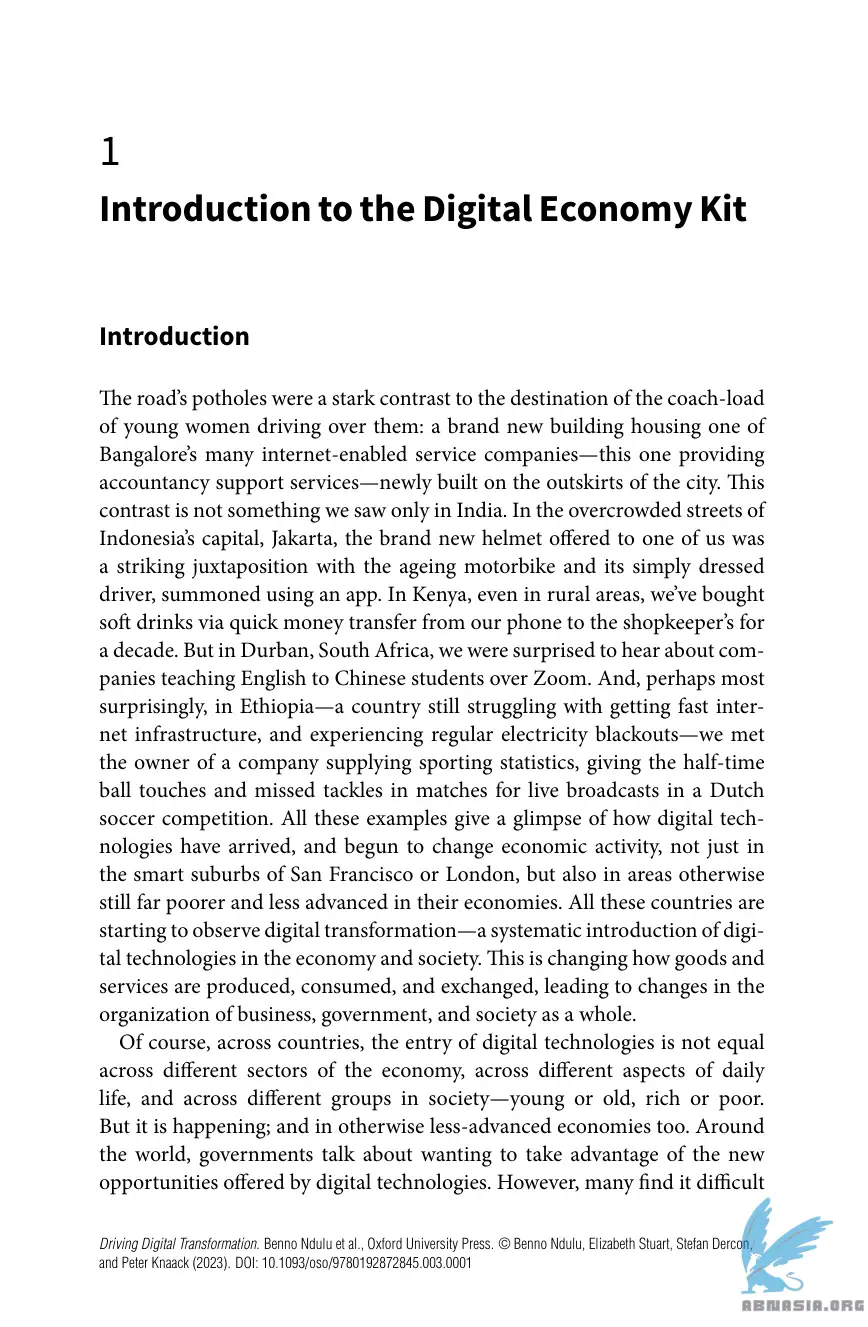 1
Introduction to the Digital Economy Kit
Introduction
The road’s potholes were a stark contrast to the destination of the coach-load
of young women driving over them: a brand new building housing one of
Bangalore’s many internet-enabled service companies—this one providing
accountancy support services—newly built on the outskirts of the city. This
contrast is not something we saw only in India. In the overcrowded streets of
Indonesia’s capital, Jakarta, the brand new helmet offered to one of us was
a striking juxtaposition with the ageing motorbike and its simply dressed
driver, summoned using an app. In Kenya, even in rural areas, we’ve bought
soft drinks via quick money transfer from our phone to the shopkeeper’s for
a decade. But in Durban, South Africa, we were surprised to hear about com-
panies teaching English to Chinese students over Zoom. And, perhaps most
surprisingly, in Ethiopia—a country still struggling with getting fast inter-
net infrastructure, and experiencing regular electricity blackouts—we met
the owner of a company supplying sporting statistics, giving the half-time
ball touches and missed tackles in matches for live broadcasts in a Dutch
soccer competition. All these examples give a glimpse of how digital tech-
nologies have arrived, and begun to change economic activity, not just in
the smart suburbs of San Francisco or London, but also in areas otherwise
still far poorer and less advanced in their economies. All these countries are
starting to observe digital transformation—a systematic introduction of digi-
tal technologies in the economy and society. This is changing how goods and
services are produced, consumed, and exchanged, leading to changes in the
organization of business, government, and society as a whole.
Of course, across countries, the entry of digital technologies is not equal
across different sectors of the economy, across different aspects of daily
life, and across different groups in society—young or old, rich or poor.
But it is happening; and in otherwise less-advanced economies too. Around
the world, governments talk about wanting to take advantage of the new
opportunities offered by digital technologies. However, many find it difficult
Driving Digital Transformation. Benno Ndulu et al., Oxford University Press. © Benno Ndulu, Elizabeth Stuart, Stefan Dercon,
and Peter Knaack (2023). DOI: 10.1093/oso/9780192872845.003.0001
ABNASIA.ORG